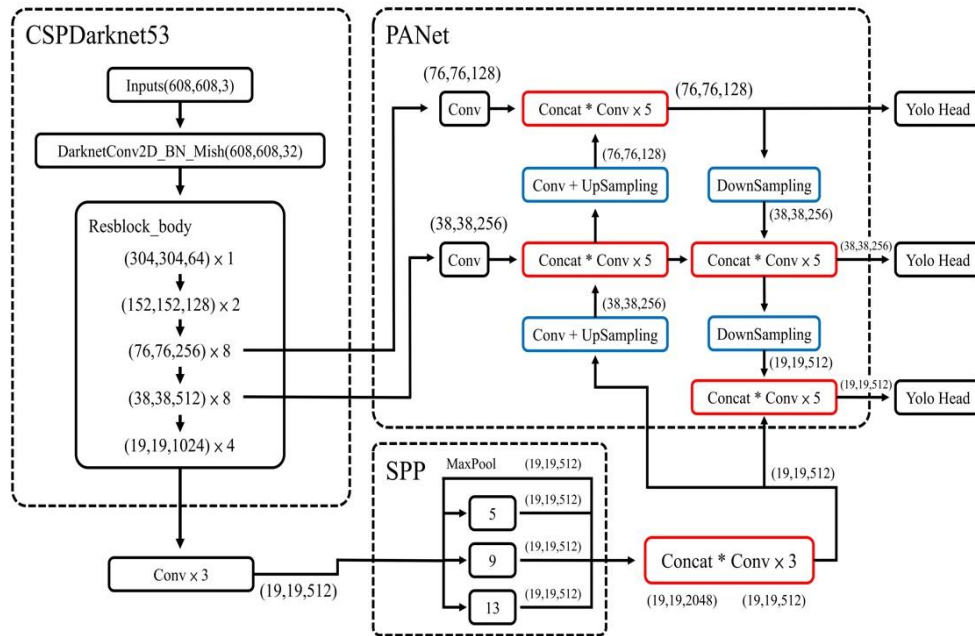 CSPDarknet53
Inputs(608,608,3)
DarknetConv2D_BN_Mish(608,608,32)
Resblock_body
(304,304,64) × 1
(152,152,128) × 2
(76,76,256) × 8
(38,38,512) × 8
(19,19,1024) × 4
Conv × 3
(19,19,512)
PANet
(76,76,128)
Conv
Concat * Conv × 5
(76,76,128)
Yolo Head
(76,76,128)
Conv + UpSampling
DownSampling
(38,38,256)
(38,38,256)
Conv
Concat * Conv × 5
Concat * Conv × 5
(38,38,256)
Yolo Head
(38,38,256)
Conv + UpSampling
DownSampling
(19,19,512)
Concat * Conv × 5
(19,19,512)
Yolo Head
SPP
MaxPool
(19,19,512)
5
(19,19,512)
9
(19,19,512)
13
(19,19,512)
(19,19,512)
Concat * Conv × 3
(19,19,2048)
(19,19,512)